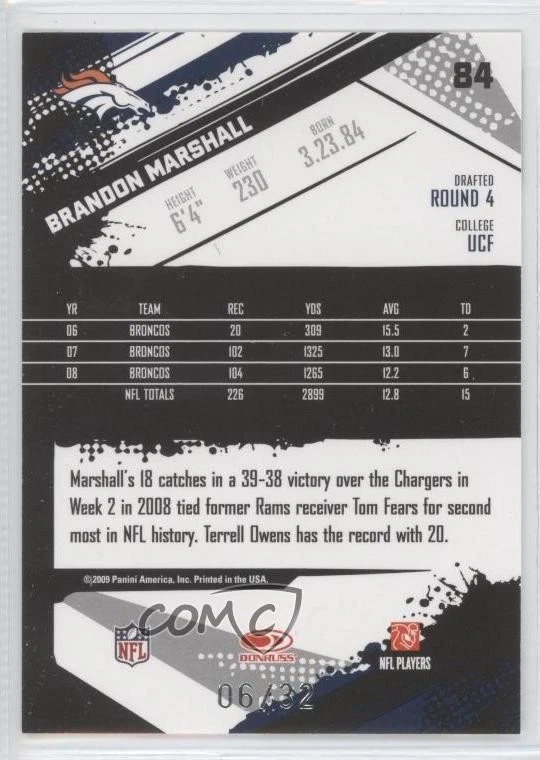 84
BRANDON MARSHALL
HEIGHT WEIGHT BORN
6'4" 230 3.23.84
DRAFTED
ROUND 4
COLLEGE
UCF
YR TEAM REC YDS AVG TD
06 BRONCOS 20 309 15.5 2
07 BRONCOS 102 1325 13.0 7
08 BRONCOS 104 1265 12.2 6
NFL TOTALS 226 2899 12.8 15
Marshall's 18 catches in a 39-38 victory over the Chargers in
Week 2 in 2008 tied former Rams receiver Tom Fears for second
most in NFL history. Terrell Owens has the record with 20.
©2009 Panini America, Inc. Printed in the USA.
COMC
NFL
DONRUSS
NFL PLAYERS
06/32